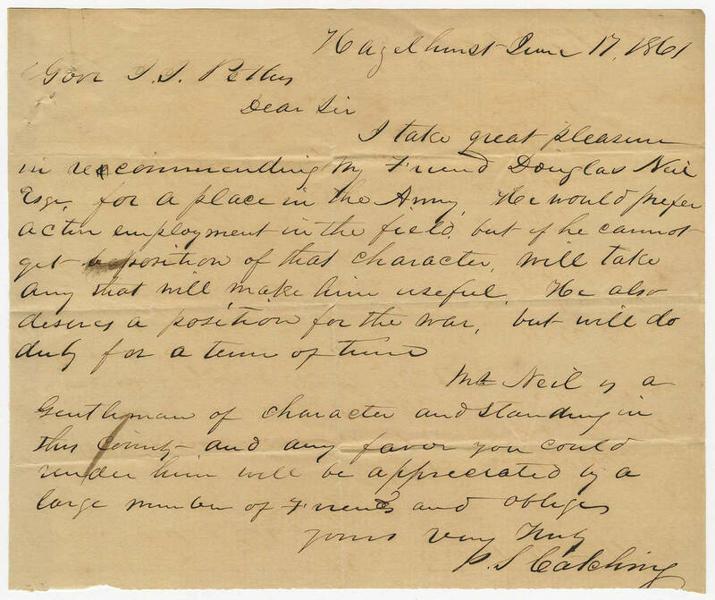 Hazelhurst June 17, 1861
Govr J. J. Pettus
Dear Sir
I take great pleasure
in reccommending my Friend Douglas Neil
Esqr. for a place in the Army. He would prefer
active employment in the field, but if he cannot
get a position of that character, will take
any that will make him useful. He also
desires a position for the war, but will do
duty for a term of time
Mr Neil is a
Gentleman of character and standing in
this County and any favor you could
render him will be appreciated by a
large number of Friends and oblige
yours very truly
P. S. Catching